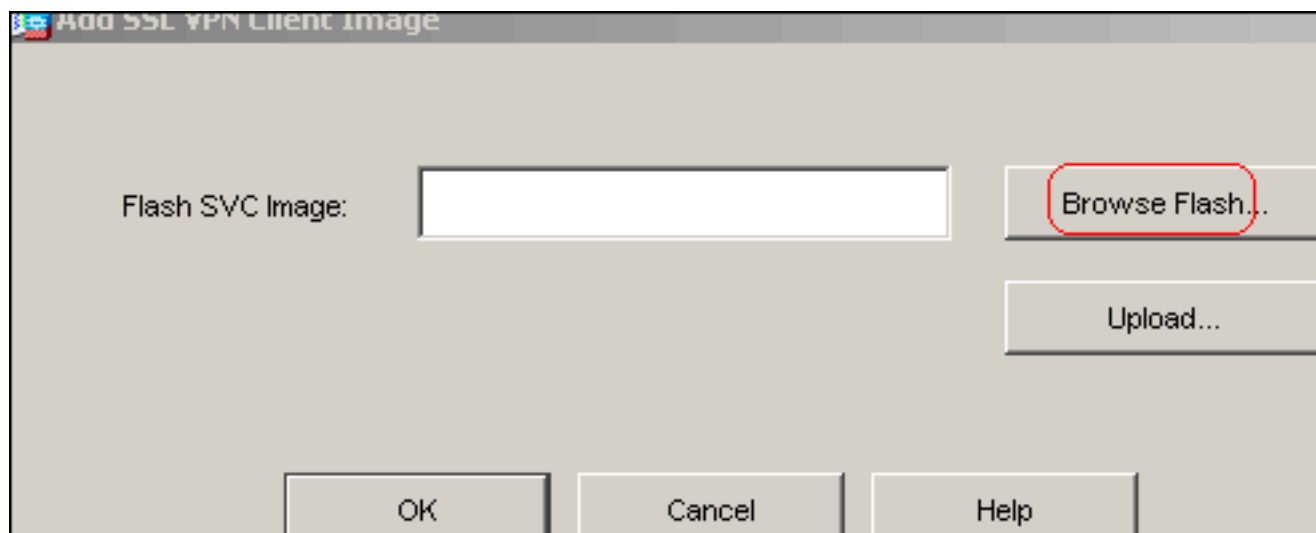 Add SSL VPN Client Image
Flash SVC Image:
Browse Flash...
Upload...
OK
Cancel
Help